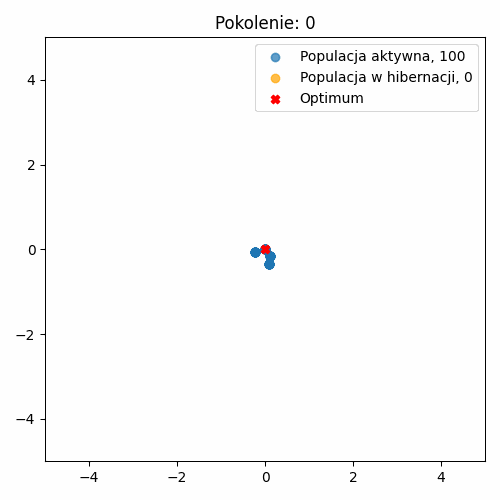 Pokolenie: 0
Populacja aktywna, 100
Populacja w hibernacji, 0
Optimum
4
2
0
−2
−4
−4 −2 0 2 4